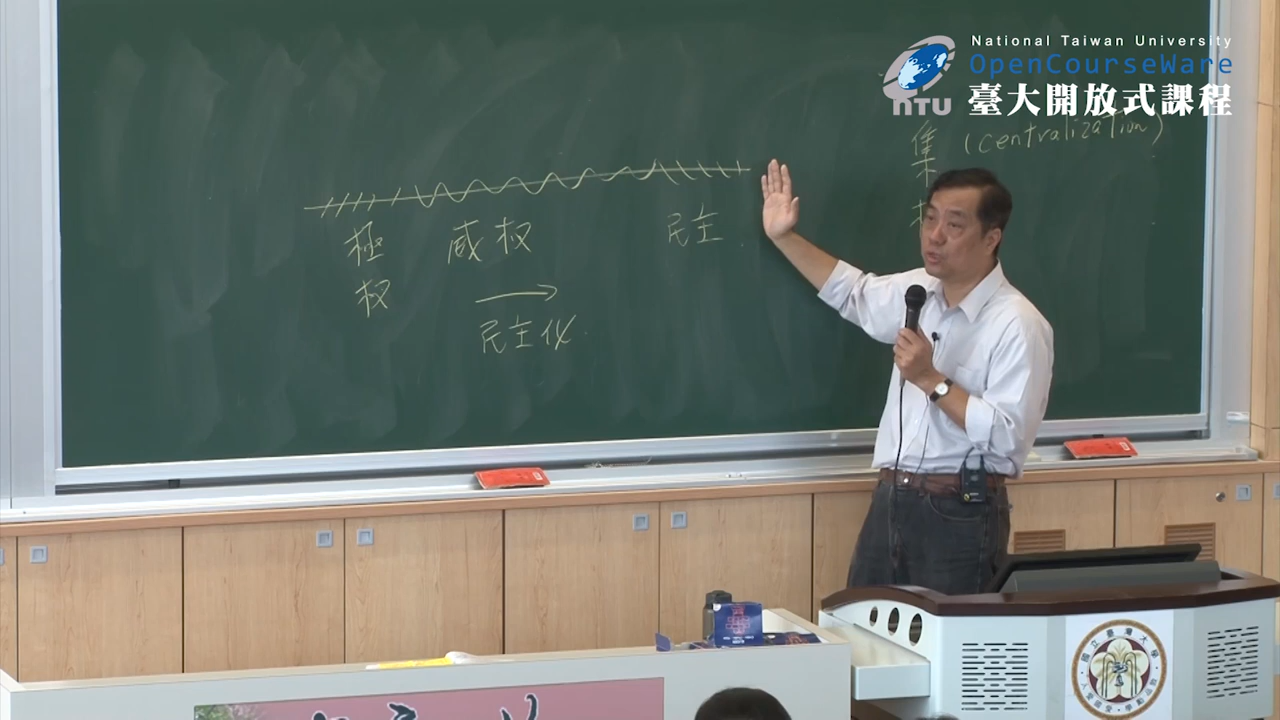 National Taiwan University
OpenCourseWare
NTU
臺大開放式課程
集 (centralization)
極权
威权
民主
民主化